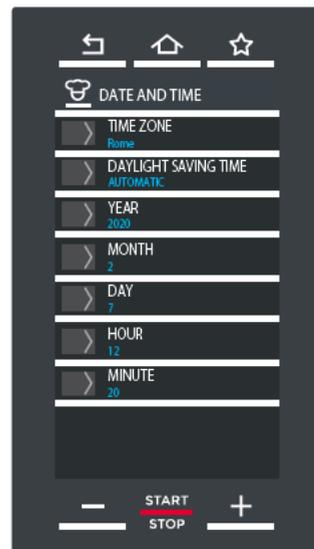 DATE AND TIME
TIME ZONE
Rome
DAYLIGHT SAVING TIME
AUTOMATIC
YEAR
2020
MONTH
2
DAY
7
HOUR
12
MINUTE
20
START
STOP